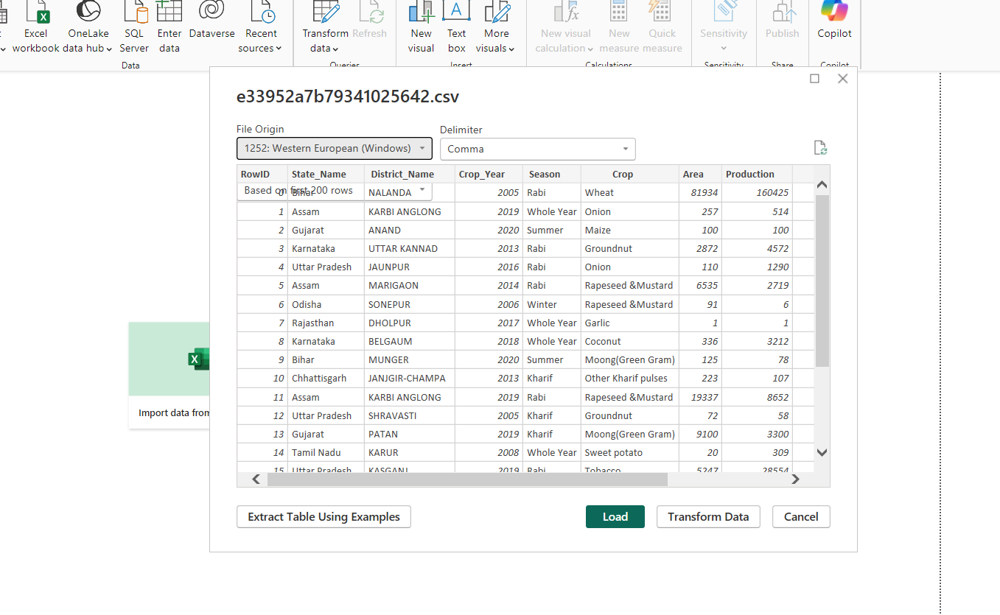 Excel OneLake SQL Enter Dataverse Recent Transform Refresh New Text More New visual New Quick Sensitivity Publish Copilot
workbook data hub Server data sources data visual box visuals calculation measure measure
Data Queries Insert Calculations Sensitivity Share Copilot
e33952a7b79341025642.csv
File Origin Delimiter
1252: Western European (Windows) Comma
RowID State_Name District_Name Crop_Year Season Crop Area Production
Based on first 200 rows
0 Bihar NALANDA 2005 Rabi Wheat 81934 160425
1 Assam KARBI ANGLONG 2019 Whole Year Onion 257 514
2 Gujarat ANAND 2020 Summer Maize 100 100
3 Karnataka UTTAR KANNAD 2013 Rabi Groundnut 2872 4572
4 Uttar Pradesh JAUNPUR 2016 Rabi Onion 110 1290
5 Assam MARIGAON 2014 Rabi Rapeseed &Mustard 6535 2719
6 Odisha SONEPUR 2006 Winter Rapeseed &Mustard 91 6
7 Rajasthan DHOLPUR 2017 Whole Year Garlic 1 1
8 Karnataka BELGAUM 2018 Whole Year Coconut 336 3212
9 Bihar MUNGER 2020 Summer Moong(Green Gram) 125 78
10 Chhattisgarh JANJGIR-CHAMPA 2013 Kharif Other Kharif pulses 223 107
11 Assam KARBI ANGLONG 2019 Rabi Rapeseed &Mustard 19337 8652
12 Uttar Pradesh SHRAVASTI 2005 Kharif Groundnut 72 58
13 Gujarat PATAN 2019 Kharif Moong(Green Gram) 9100 3300
14 Tamil Nadu KARUR 2008 Whole Year Sweet potato 20 309
15 Uttar Pradesh KASGANJ 2019 Rabi Tobacco 5247 28554
Import data from
Extract Table Using Examples Load Transform Data Cancel